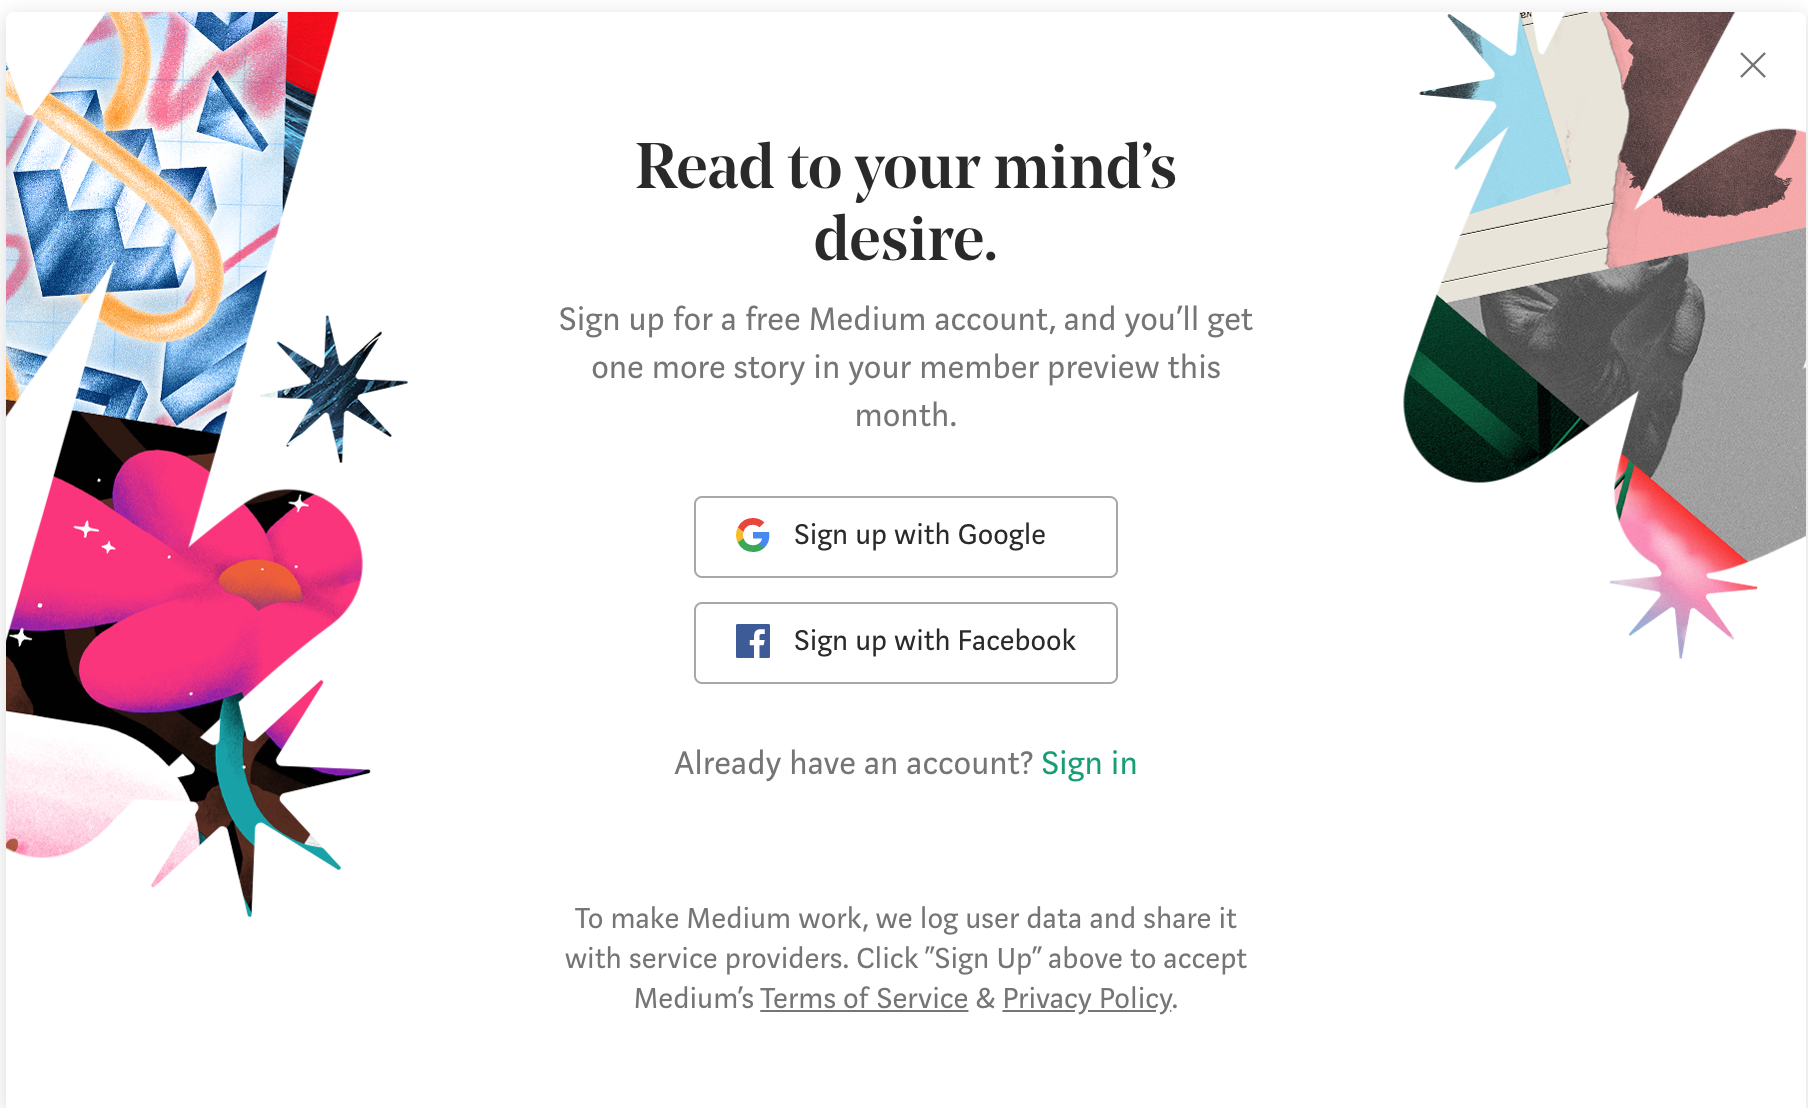 Read to your mind’s
desire.
Sign up for a free Medium account, and you’ll get
one more story in your member preview this
month.
Sign up with Google
Sign up with Facebook
Already have an account? Sign in
To make Medium work, we log user data and share it
with service providers. Click ”Sign Up” above to accept
Medium’s Terms of Service & Privacy Policy.